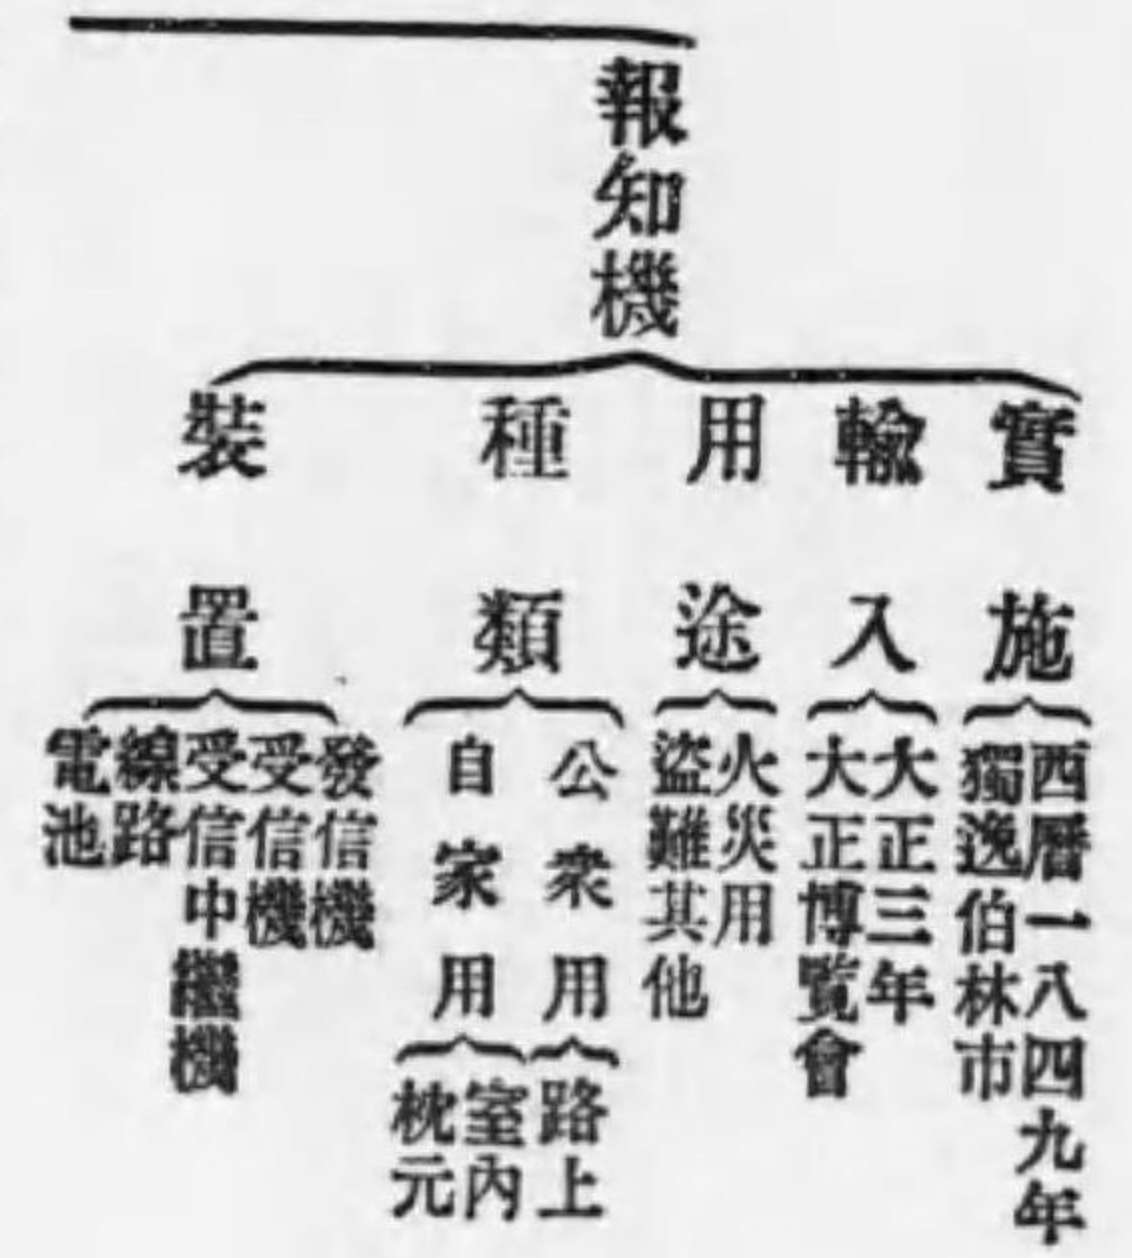 報知機
實施
西曆一八四九年
獨逸伯林市
輸入
大正三年
大正博覧會
用途
火災用
盜難其他
種類
公衆用
路上
自家用
室內
枕元
裝置
發信機
受信機
受信中繼機
線路
電池